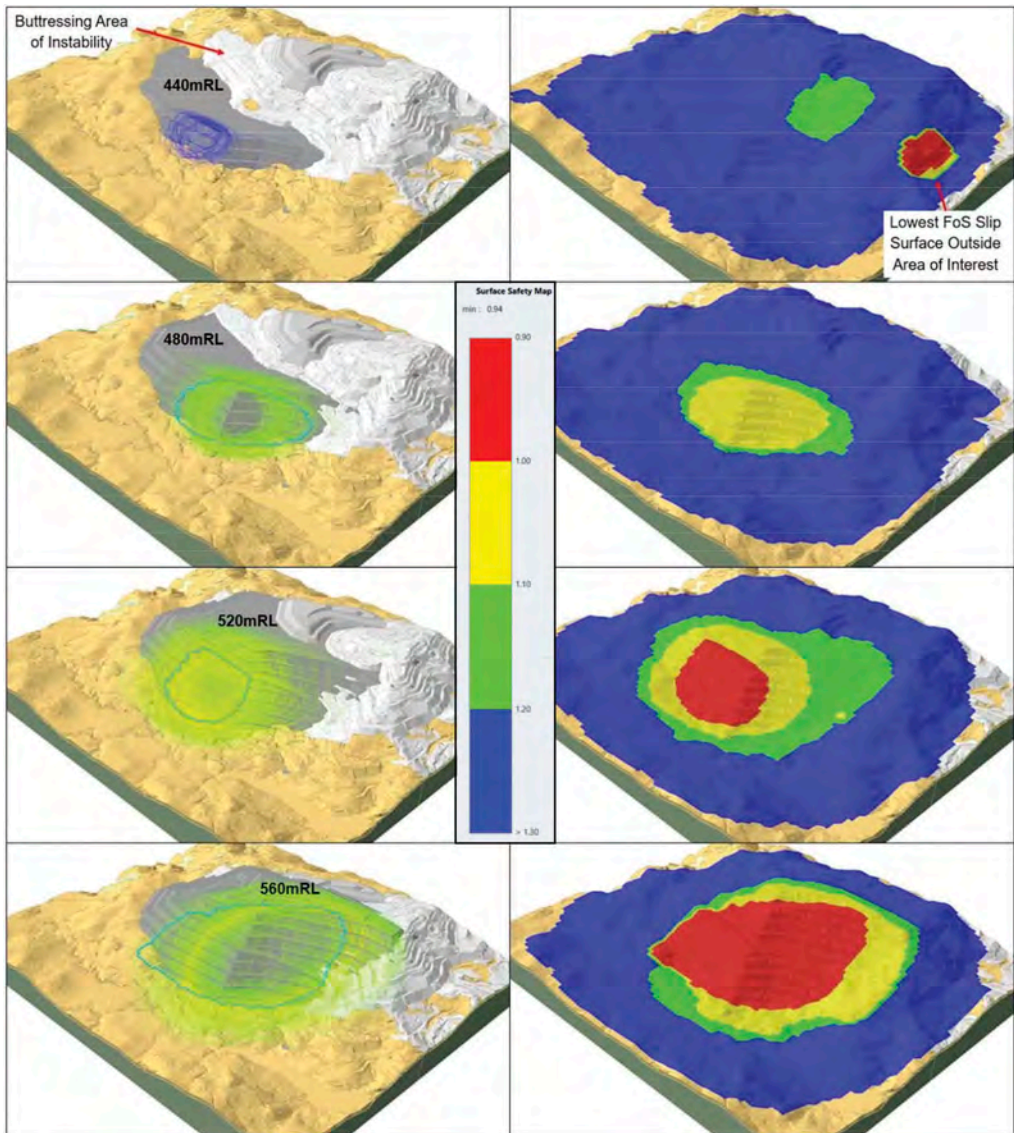 Buttressing Area
of Instability
440mRL
Lowest FoS Slip
Surface Outside
Area of Interest
480mRL
Surface Safety Map
min : 0.94
0.90
1.00
1.10
1.20
> 1.30
520mRL
560mRL